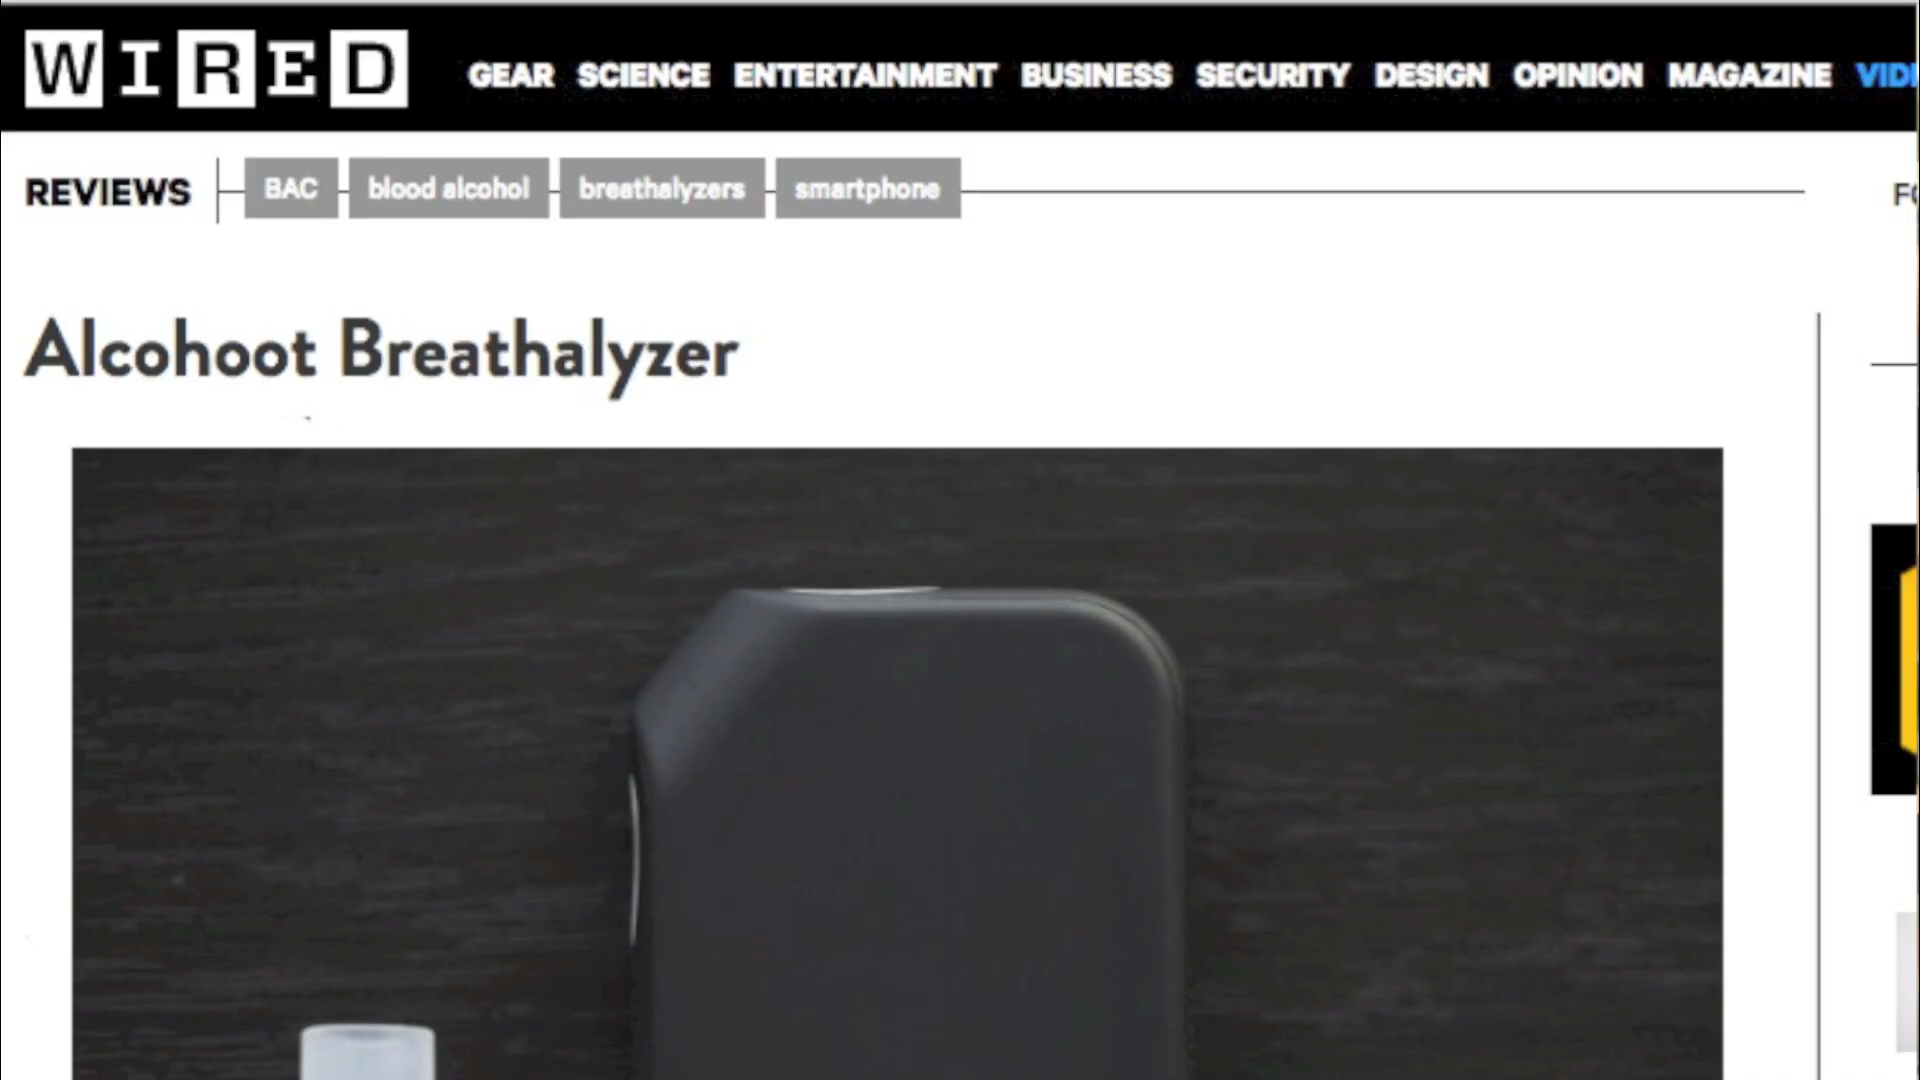 WIRED GEAR SCIENCE ENTERTAINMENT BUSINESS SECURITY DESIGN OPINION MAGAZINE
REVIEWS BAC blood alcohol breathalyzers smartphone
Alcohoot Breathalyzer